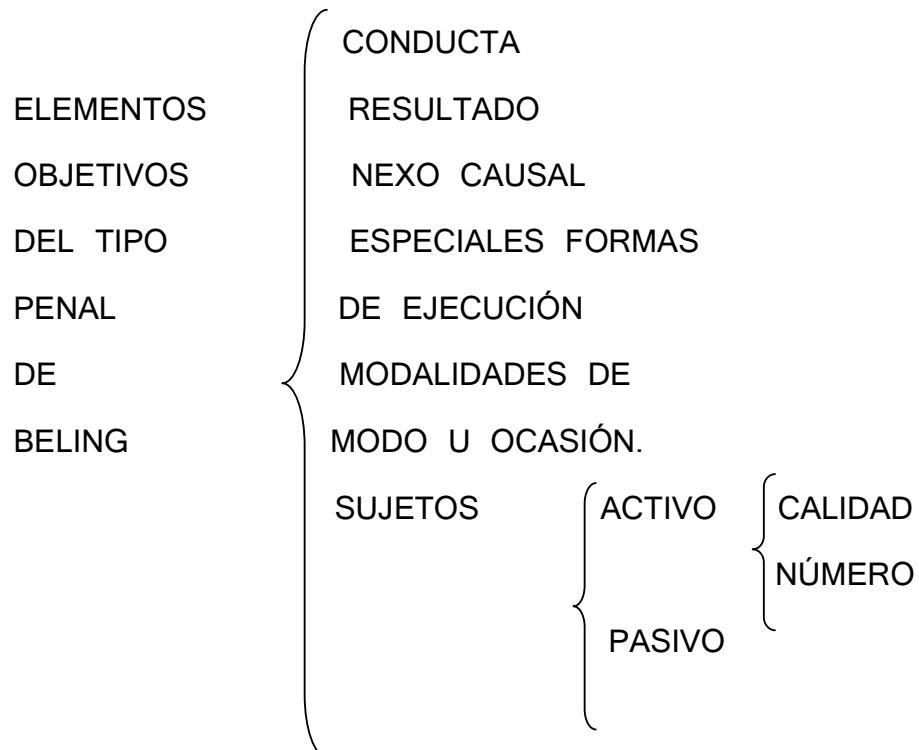 CONDUCTA
ELEMENTOS RESULTADO
OBJETIVOS NEXO CAUSAL
DEL TIPO ESPECIALES FORMAS
PENAL DE EJECUCIÓN
DE MODALIDADES DE
BELING MODO U OCASIÓN.
SUJETOS ACTIVO CALIDAD
NÚMERO
PASIVO